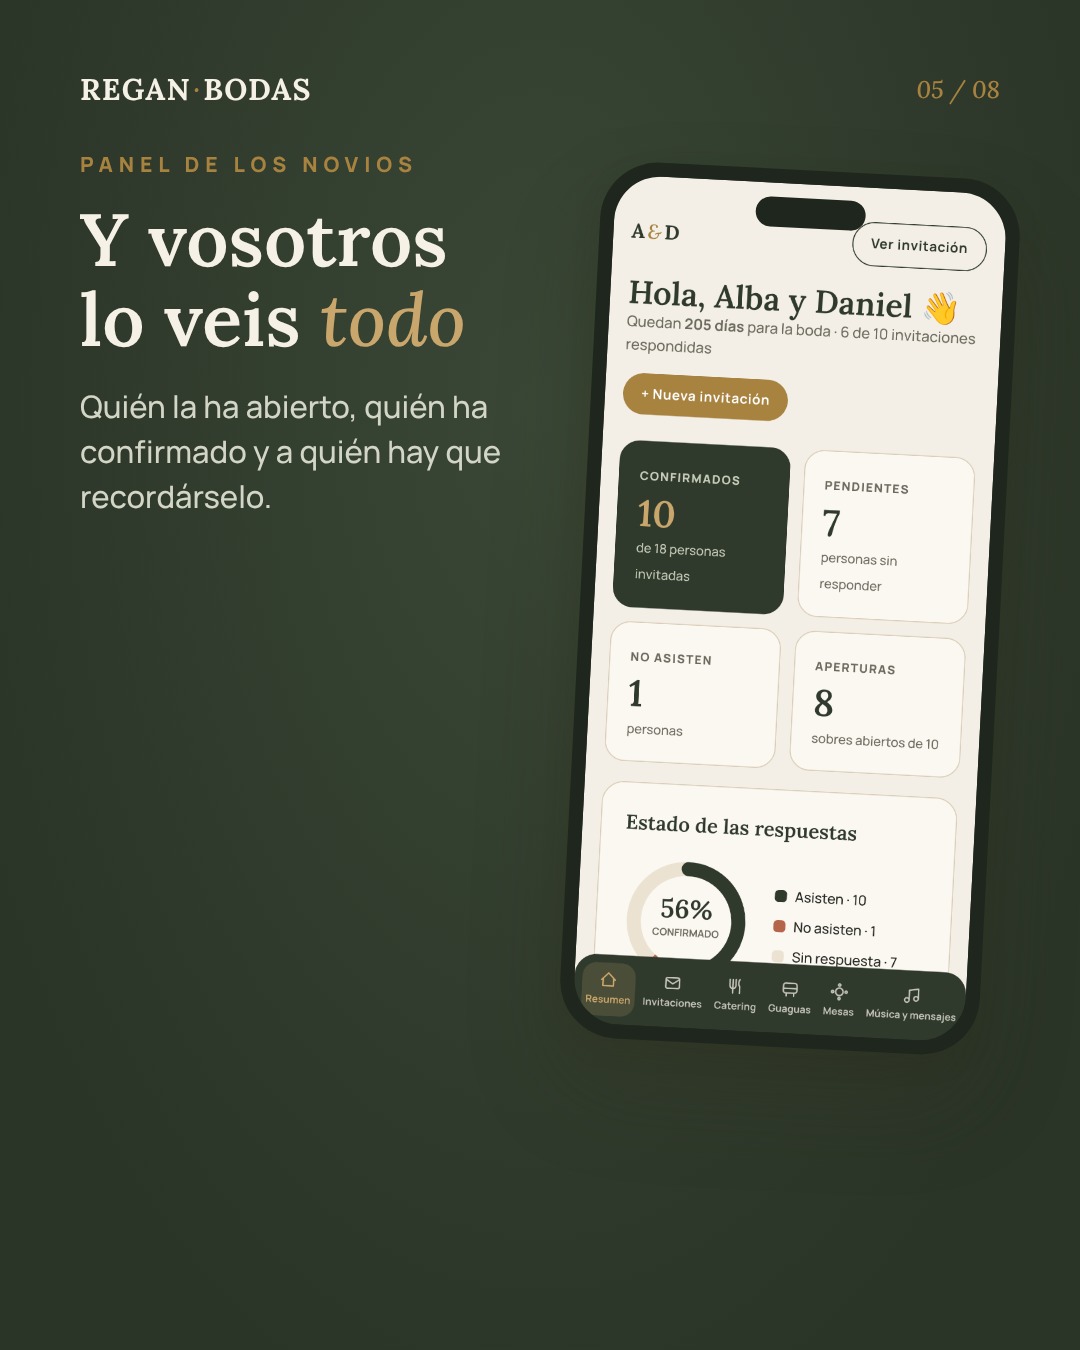 REGAN·BODAS
05 / 08
PANEL DE LOS NOVIOS
Y vosotros
lo veis todo
Quién la ha abierto, quién ha
confirmado y a quién hay que
recordárselo.
A&D
Ver invitación
Hola, Alba y Daniel 👋
Quedan 205 días para la boda · 6 de 10 invitaciones
respondidas
+ Nueva invitación
CONFIRMADOS
10
de 18 personas
invitadas
PENDIENTES
7
personas sin
responder
NO ASISTEN
1
personas
APERTURAS
8
sobres abiertos de 10
Estado de las respuestas
56%
CONFIRMADO
Asisten · 10
No asisten · 1
Sin respuesta · 7
Resumen
Invitaciones
Catering
Guaguas
Mesas
Música y mensajes